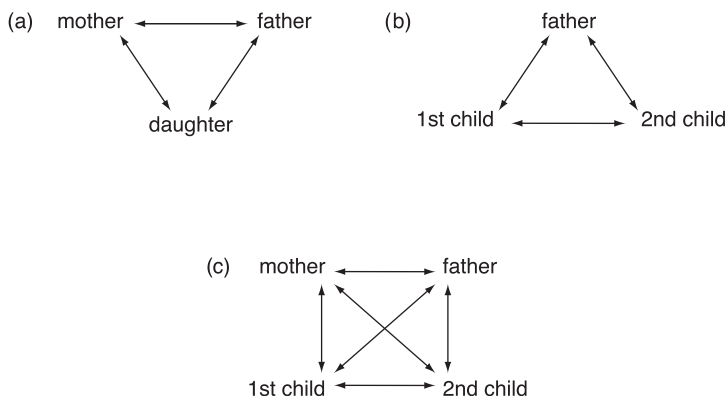 (a) mother father
daughter
(b) father
1st child 2nd child
(c) mother father
1st child 2nd child